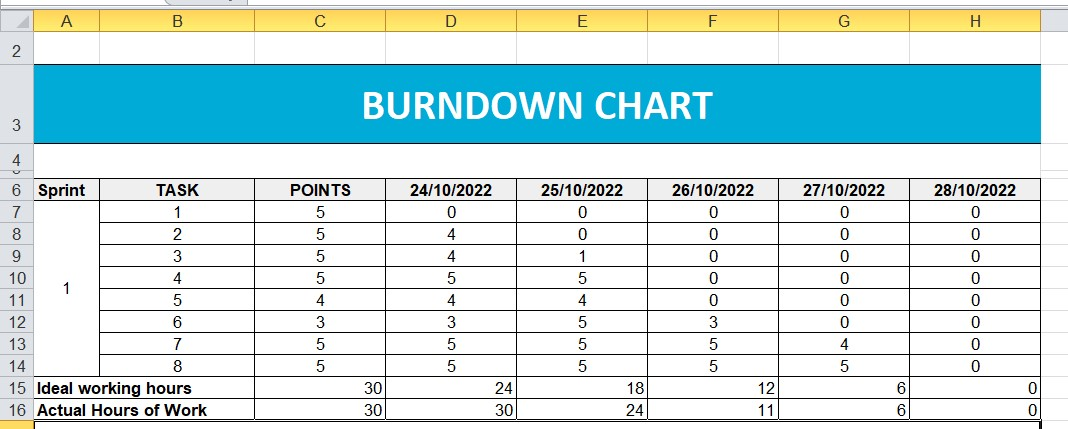 A B C D E F G H
2
3 BURNDOWN CHART
4
6 Sprint TASK POINTS 24/10/2022 25/10/2022 26/10/2022 27/10/2022 28/10/2022
7 1 5 0 0 0 0 0
8 2 5 4 0 0 0 0
9 3 5 4 1 0 0 0
10 1 4 5 5 5 0 0 0
11 5 4 4 4 0 0 0
12 6 3 3 5 3 0 0
13 7 5 5 5 5 4 0
14 8 5 5 5 5 5 0
15 Ideal working hours 30 24 18 12 6 0
16 Actual Hours of Work 30 30 24 11 6 0